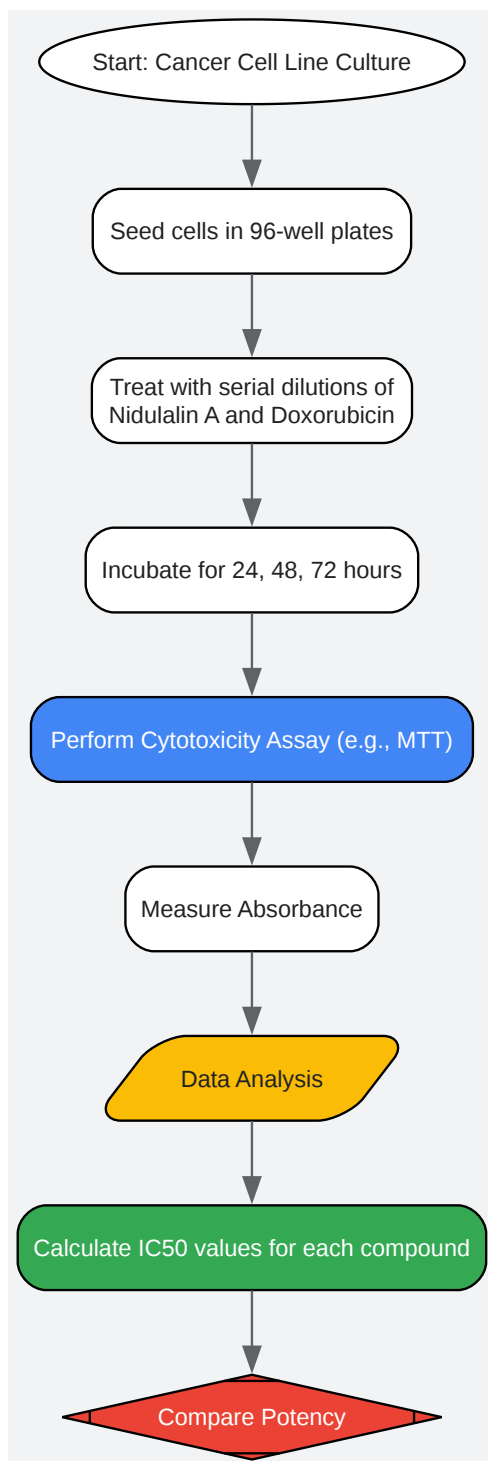 Start: Cancer Cell Line Culture
Seed cells in 96-well plates
Treat with serial dilutions of
Nidulalin A and Doxorubicin
Incubate for 24, 48, 72 hours
Perform Cytotoxicity Assay (e.g., MTT)
Measure Absorbance
Data Analysis
Calculate IC50 values for each compound
Compare Potency